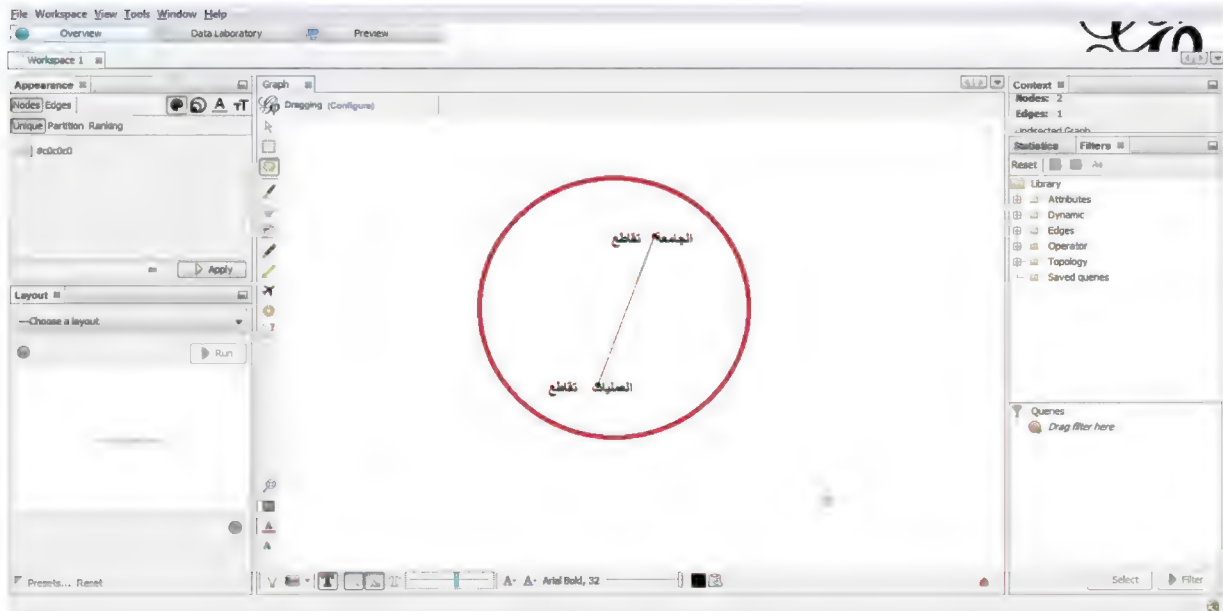 File Workspace View Tools Window Help
Overview Data Laboratory Preview
Workspace 1
Appearance
Nodes Edges
Unique Partition Ranking
#c0c0c0
Apply
Layout
---Choose a layout
Run
Presets... Reset
Graph
Dragging (Configure)
تقاطع الجامعة
تقاطع العمليات
Arial Bold, 32
Context
Nodes: 2
Edges: 1
Undirected Graph
Statistics Filters
Reset
Library
Attributes
Dynamic
Edges
Operator
Topology
Saved queries
Queries
Drag filter here
Select Filter